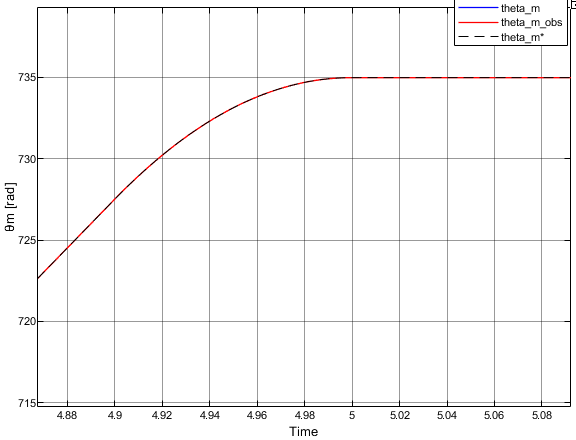 theta_m
theta_m_obs
theta_m*
735
730
725
720
715
θm [rad]
4.88 4.9 4.92 4.94 4.96 4.98 5 5.02 5.04 5.06 5.08
Time